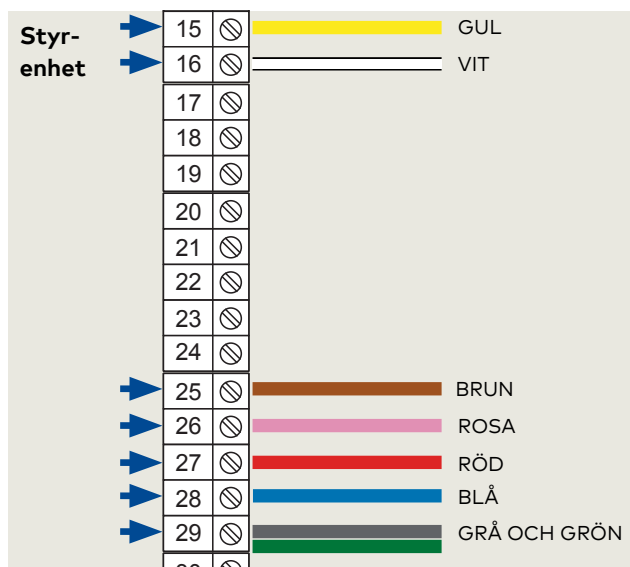 Styr-
enhet
15 GUL
16 VIT
17
18
19
20
21
22
23
24
25 BRUN
26 ROSA
27 RÖD
28 BLÅ
29 GRÅ OCH GRÖN